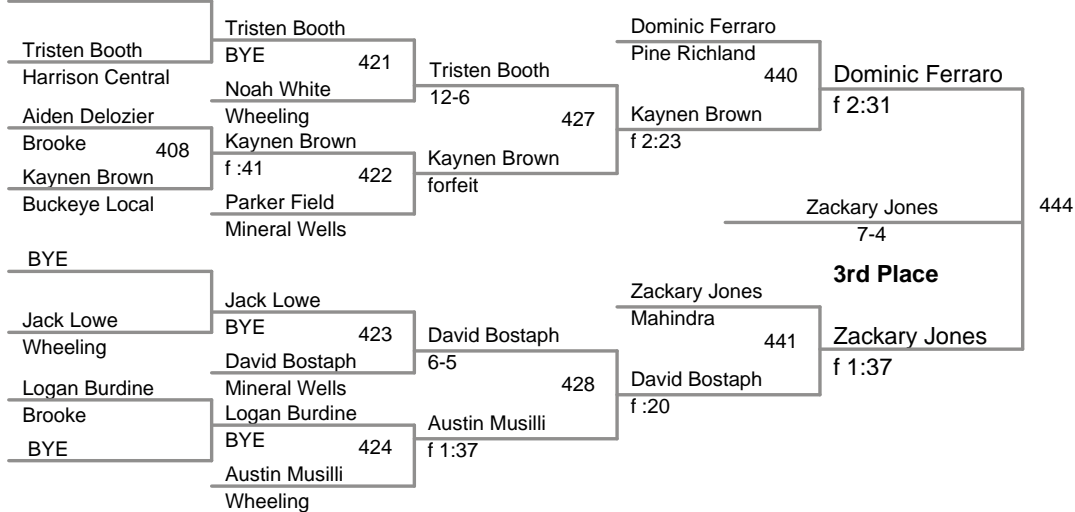 Tristen Booth
Harrison Central
Aiden Delozier
Brooke
408
Kaynen Brown
Buckeye Local
BYE
Jack Lowe
Wheeling
Logan Burdine
Brooke
BYE
Tristen Booth
BYE
421
Noah White
Wheeling
Kaynen Brown
f :41
422
Parker Field
Mineral Wells
Jack Lowe
BYE
423
David Bostaph
Mineral Wells
Logan Burdine
BYE
424
Austin Musilli
Wheeling
Tristen Booth
12-6
427
Kaynen Brown
forfeit
David Bostaph
6-5
428
Austin Musilli
f 1:37
Dominic Ferraro
Pine Richland
440
Kaynen Brown
f 2:23
Zackary Jones
Mahindra
441
David Bostaph
f :20
Dominic Ferraro
f 2:31
Zackary Jones
7-4
444
3rd Place
Zackary Jones
f 1:37